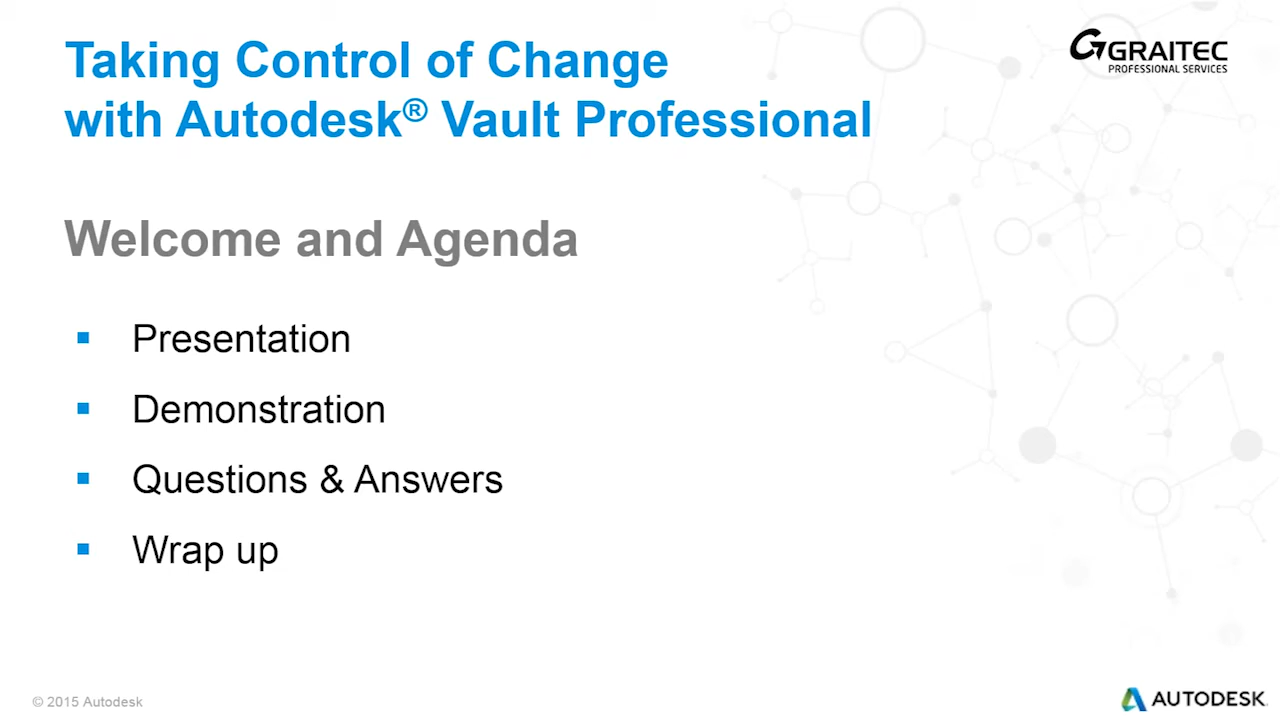 Taking Control of Change
with Autodesk® Vault Professional
GRAITEC
PROFESSIONAL SERVICES
Welcome and Agenda
Presentation
Demonstration
Questions & Answers
Wrap up
© 2015 Autodesk
AUTODESK.